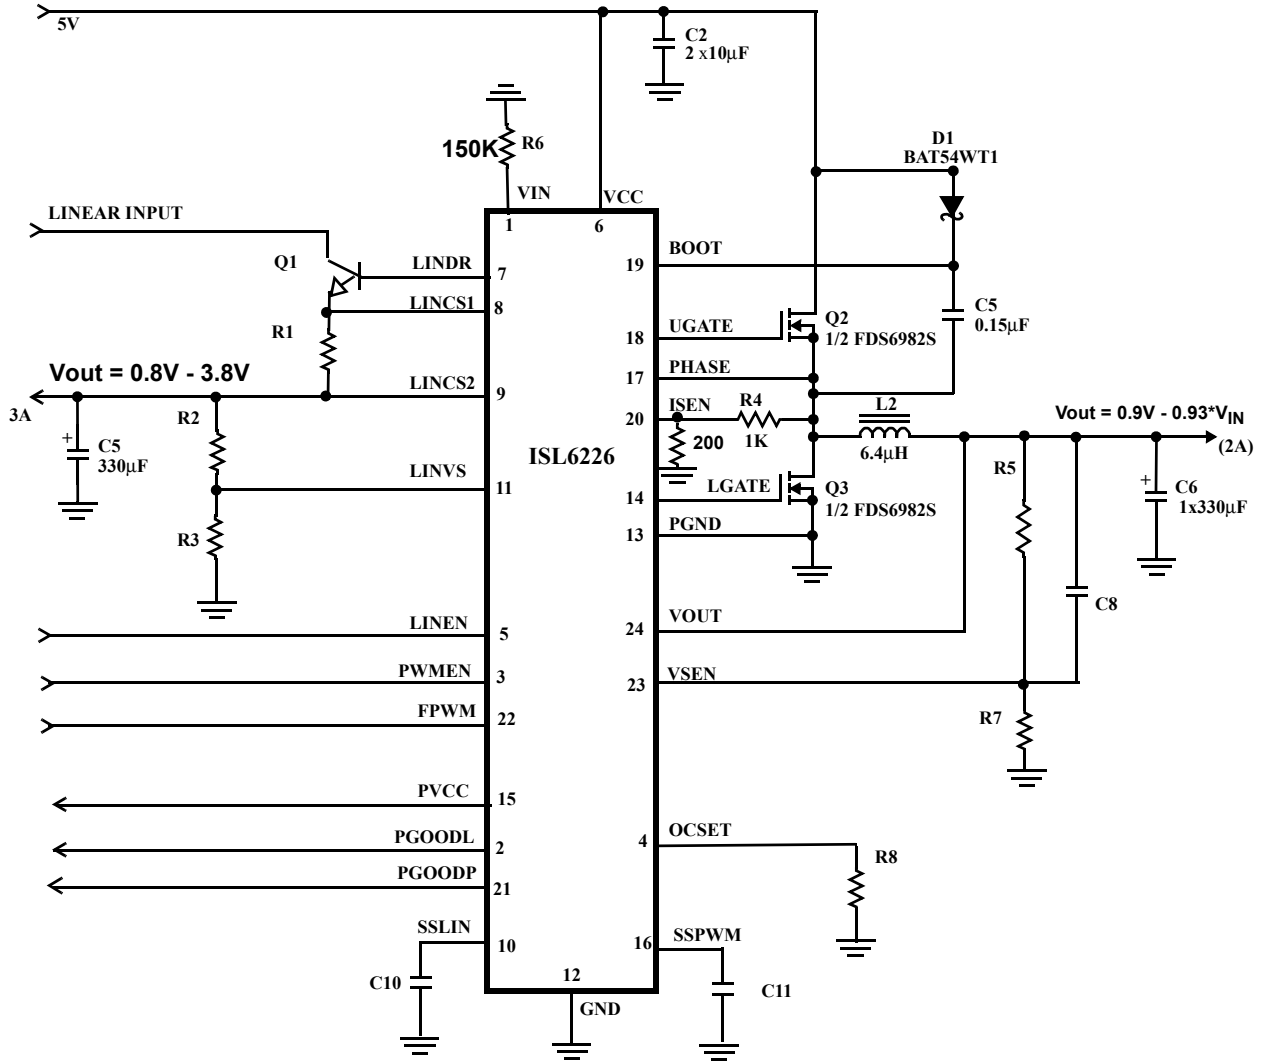 5V
C2
2 x10µF
150K
R6
VIN
VCC
1
6
D1
BAT54WT1
LINEAR INPUT
Q1
LINDR
7
LINCS1
8
R1
Vout = 0.8V - 3.8V
LINCS2
9
3A
R2
+
C5
330µF
LINVS
11
R3
ISL6226
19
BOOT
C5
0.15µF
18
UGATE
Q2
1/2 FDS6982S
17
PHASE
20
ISEN
R4
1K
200
L2
6.4µH
Vout = 0.9V - 0.93*VIN
(2A)
14
LGATE
Q3
1/2 FDS6982S
13
PGND
R5
+
C6
1x330µF
C8
24
VOUT
23
VSEN
R7
LINEN
5
PWMEN
3
FPWM
22
PVCC
15
PGOODL
2
PGOODP
21
SSLIN
10
C10
4
OCSET
R8
16
SSPWM
C11
12
GND